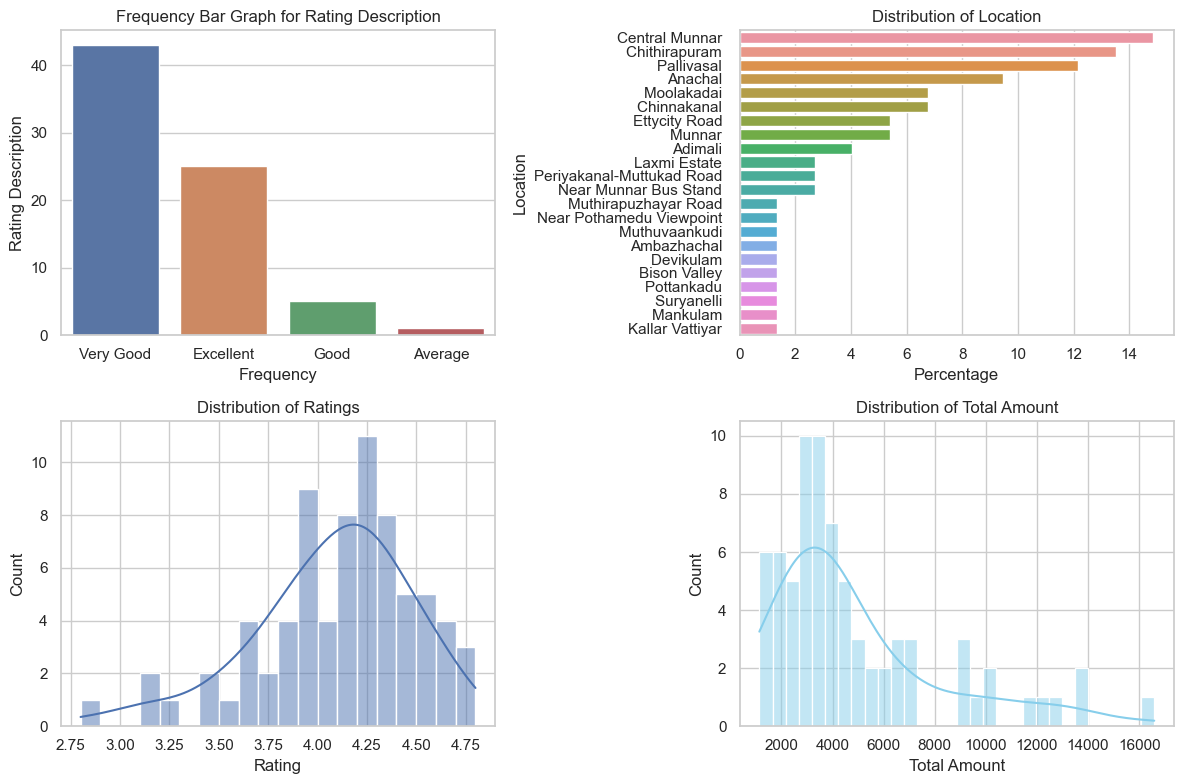 Frequency Bar Graph for Rating Description
Rating Description
40
30
20
10
0
Very Good Excellent Good Average
Frequency
Distribution of Location
Location
Central Munnar
Chithirapuram
Pallivasal
Anachal
Moolakadai
Chinnakanal
Ettycity Road
Munnar
Adimali
Laxmi Estate
Periyakanal-Muttukad Road
Near Munnar Bus Stand
Muthirapuzhayar Road
Near Pothamedu Viewpoint
Muthuvaankudi
Ambazhachal
Devikulam
Bison Valley
Pottankadu
Suryanelli
Mankulam
Kallar Vattiyar
0 2 4 6 8 10 12 14
Percentage
Distribution of Ratings
Count
10
8
6
4
2
0
2.75 3.00 3.25 3.50 3.75 4.00 4.25 4.50 4.75
Rating
Distribution of Total Amount
Count
10
8
6
4
2
0
2000 4000 6000 8000 10000 12000 14000 16000
Total Amount